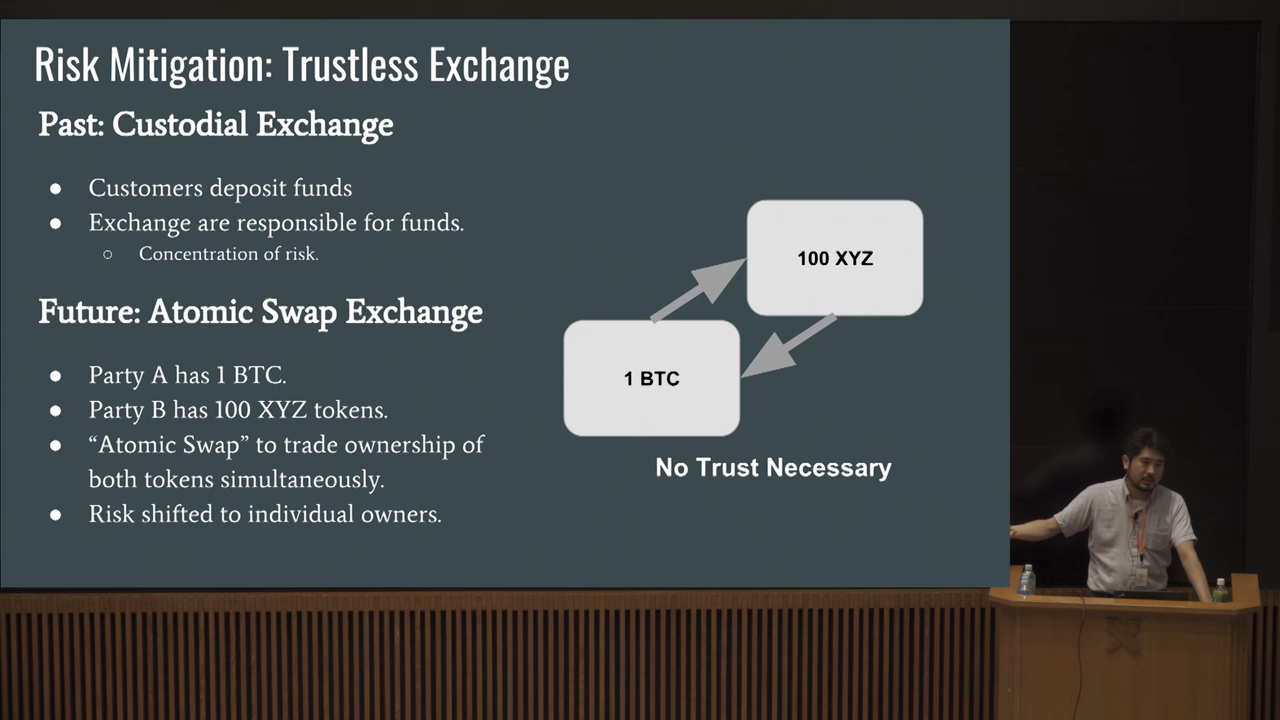 Risk Mitigation: Trustless Exchange
Past: Custodial Exchange
● Customers deposit funds
● Exchange are responsible for funds.
○ Concentration of risk.
Future: Atomic Swap Exchange
● Party A has 1 BTC.
● Party B has 100 XYZ tokens.
● “Atomic Swap” to trade ownership of
both tokens simultaneously.
● Risk shifted to individual owners.
100 XYZ
1 BTC
No Trust Necessary